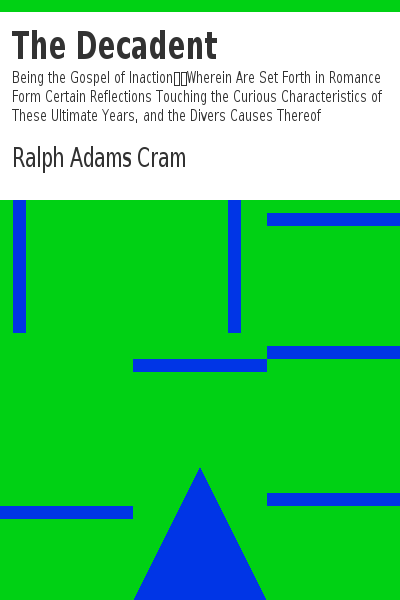 The Decadent
Being the Gospel of Inaction▯▯Wherein Are Set Forth in Romance
Form Certain Reflections Touching the Curious Characteristics of
These Ultimate Years, and the Divers Causes Thereof
Ralph Adams Cram